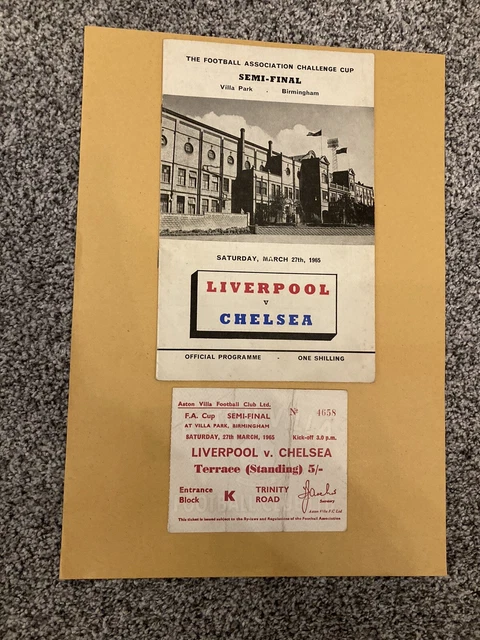 THE FOOTBALL ASSOCIATION CHALLENGE CUP
SEMI-FINAL
Villa Park - Birmingham
SATURDAY, MARCH 27th, 1965
LIVERPOOL
v
CHELSEA
OFFICIAL PROGRAMME - ONE SHILLING
Aston Villa Football Club Ltd.
F.A. Cup SEMI-FINAL
Nº 4658
AT VILLA PARK, BIRMINGHAM
SATURDAY, 27th MARCH, 1965 Kick-off 3.0 p.m.
LIVERPOOL v. CHELSEA
Terrace (Standing) 5/-
Entrance Block K TRINITY ROAD
Secretary
Aston Villa F.C. Ltd.
This ticket is issued subject to the Bye-laws and Regulations of the Football Association